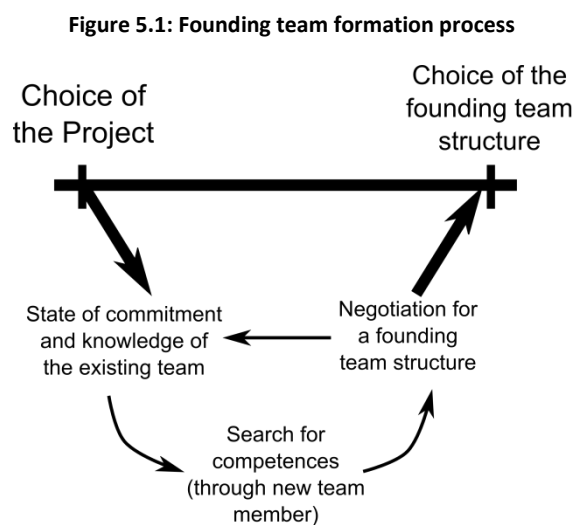 Figure 5.1: Founding team formation process
Choice of
the Project
Choice of the
founding team
structure
State of commitment
and knowledge of
the existing team
Negotiation for
a founding
team structure
Search for
competences
(through new team
member)